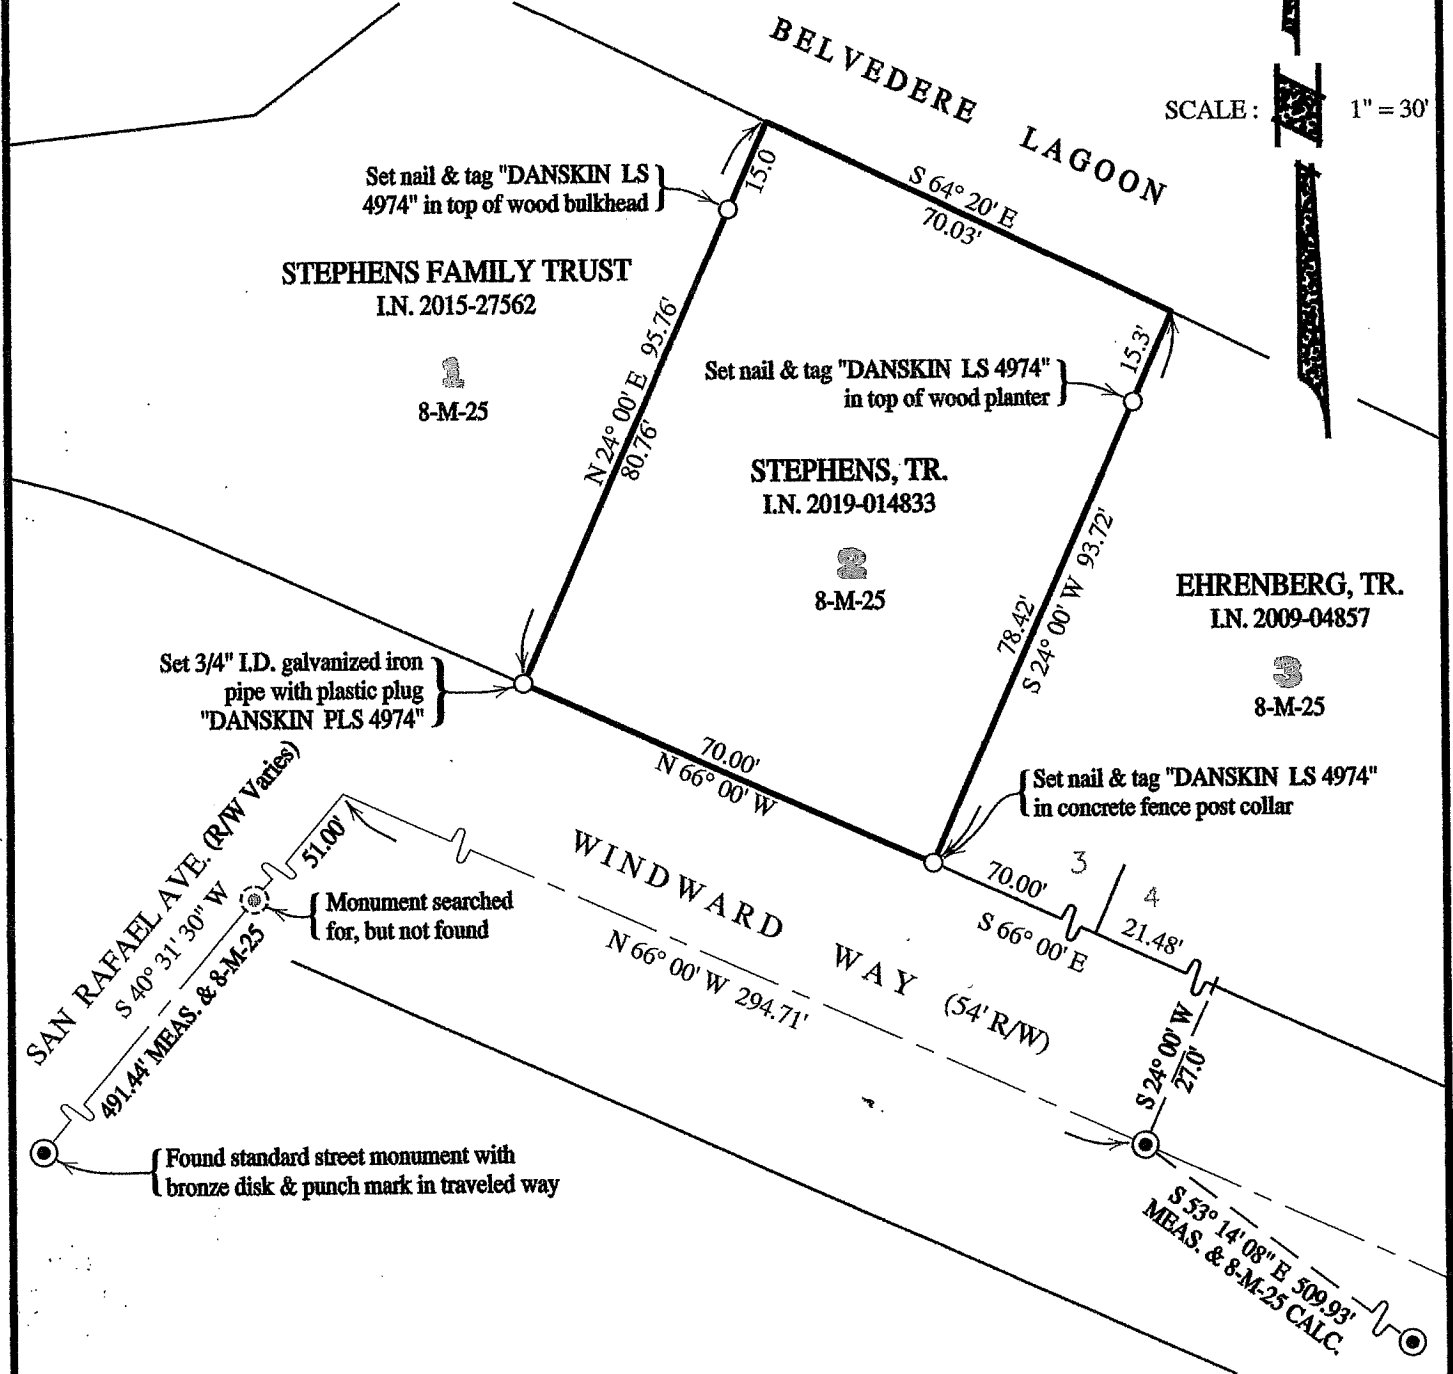 BELVEDERE LAGOON
SCALE : 1" = 30'
Set nail & tag "DANSKIN LS
4974" in top of wood bulkhead
15.0
S 64° 20' E
70.03'
STEPHENS FAMILY TRUST
I.N. 2015-27562
1
8-M-25
N 24° 00' E 95.76'
80.76'
15.3'
Set nail & tag "DANSKIN LS 4974"
in top of wood planter
STEPHENS, TR.
I.N. 2019-014833
2
8-M-25
78.42'
S 24° 00' W 93.72'
EHRENBERG, TR.
I.N. 2009-04857
3
8-M-25
Set 3/4" I.D. galvanized iron
pipe with plastic plug
"DANSKIN PLS 4974"
70.00'
N 66° 00' W
Set nail & tag "DANSKIN LS 4974"
in concrete fence post collar
SAN RAFAEL AVE. (R/W Varies)
S 40° 31' 30" W
491.44' MEAS. & 8-M-25
51.00'
Monument searched
for, but not found
WINDWARD WAY (54' R/W)
N 66° 00' W 294.71'
70.00'
S 66° 00' E
3
4
21.48'
S 24° 00' W
27.0'
Found standard street monument with
bronze disk & punch mark in traveled way
S 53° 14' 08" E 509.93'
MEAS. & 8-M-25 CALC.